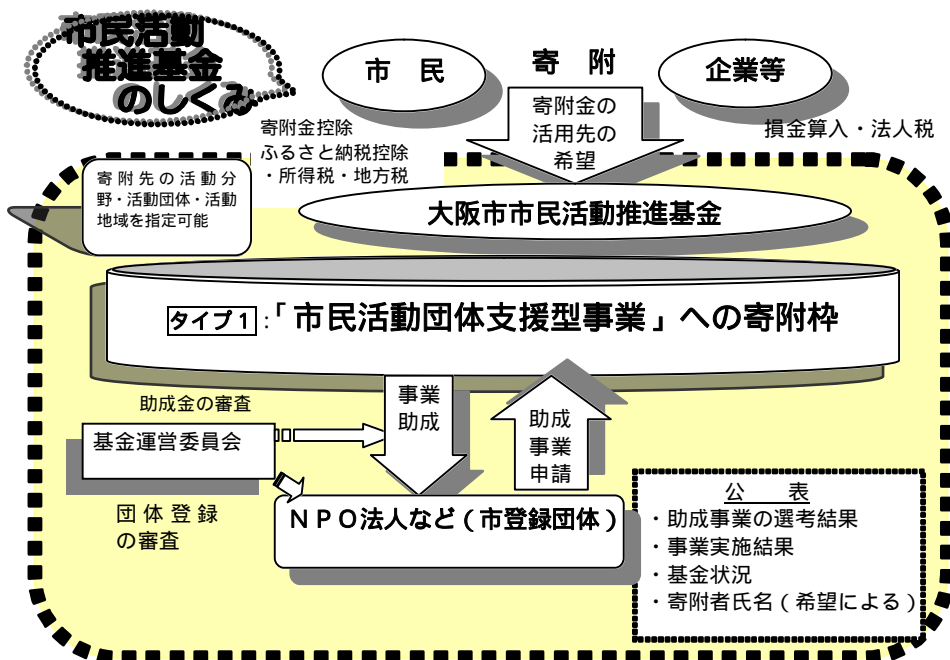 市民活動
推進基金
のしくみ
市　民
寄　附
企業等
寄附金の
活用先の
希望
寄附金控除
ふるさと納税控除
・所得税・地方税
損金算入・法人税
寄附先の活動分
野・活動団体・活動
地域を指定可能
大阪市市民活動推進基金
タイプ１:「市民活動団体支援型事業」への寄附枠
事業
助成
助成
事業
申請
助成金の審査
基金運営委員会
団体登録
の審査
ＮＰＯ法人など（市登録団体）
公　表
・助成事業の選考結果
・事業実施結果
・基金状況
・寄附者氏名（希望による）